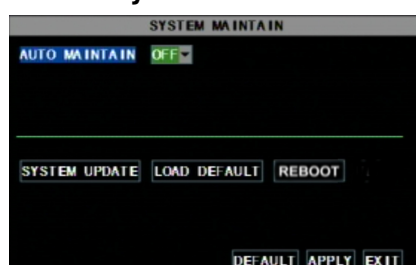 SYSTEM MAINTAIN
AUTO MAINTAIN OFF
SYSTEM UPDATE LOAD DEFAULT REBOOT
DEFAULT APPLY EXIT